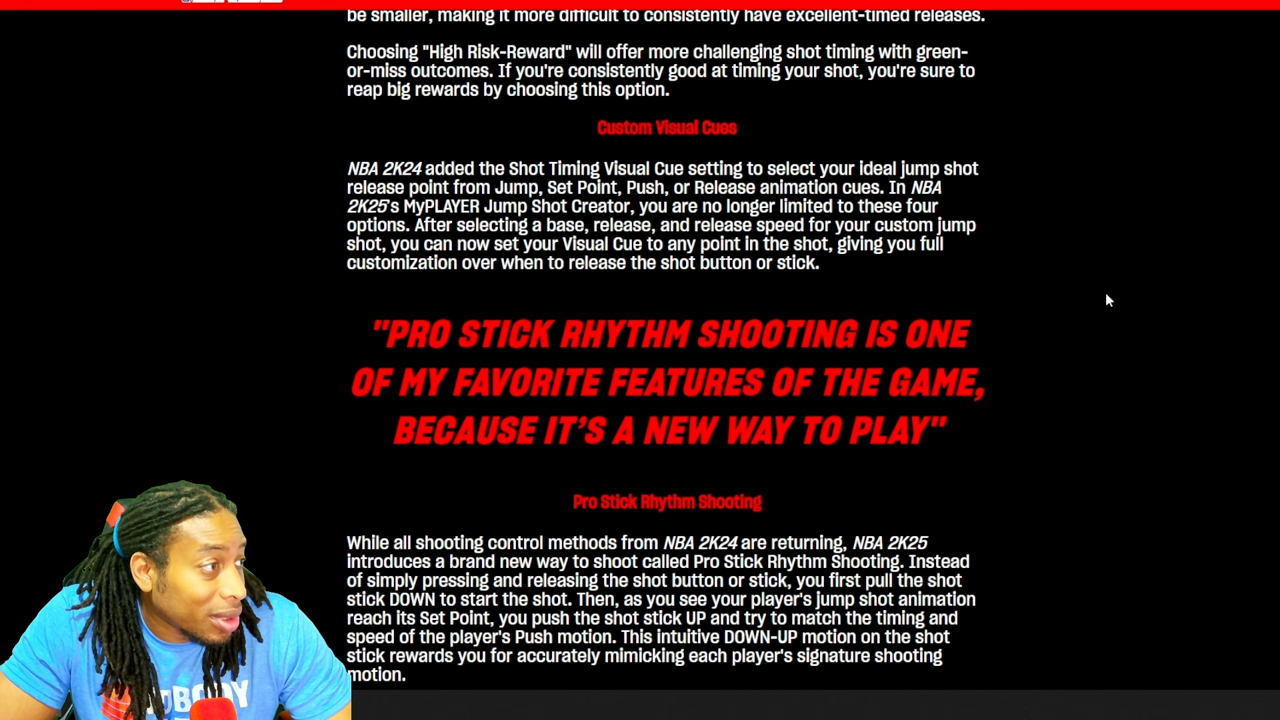 be smaller, making it more difficult to consistently have excellent-timed releases.
Choosing "High Risk-Reward" will offer more challenging shot timing with green-
or-miss outcomes. If you're consistently good at timing your shot, you're sure to
reap big rewards by choosing this option.
Custom Visual Cues
NBA 2K24 added the Shot Timing Visual Cue setting to select your ideal jump shot
release point from Jump, Set Point, Push, or Release animation cues. In NBA
2K25's MyPLAYER Jump Shot Creator, you are no longer limited to these four
options. After selecting a base, release, and release speed for your custom jump
shot, you can now set your Visual Cue to any point in the shot, giving you full
customization over when to release the shot button or stick.
"PRO STICK RHYTHM SHOOTING IS ONE
OF MY FAVORITE FEATURES OF THE GAME,
BECAUSE IT’S A NEW WAY TO PLAY"
Pro Stick Rhythm Shooting
While all shooting control methods from NBA 2K24 are returning, NBA 2K25
introduces a brand new way to shoot called Pro Stick Rhythm Shooting. Instead
of simply pressing and releasing the shot button or stick, you first pull the shot
stick DOWN to start the shot. Then, as you see your player's jump shot animation
reach its Set Point, you push the shot stick UP and try to match the timing and
speed of the player's Push motion. This intuitive DOWN-UP motion on the shot
stick rewards you for accurately mimicking each player's signature shooting
motion.